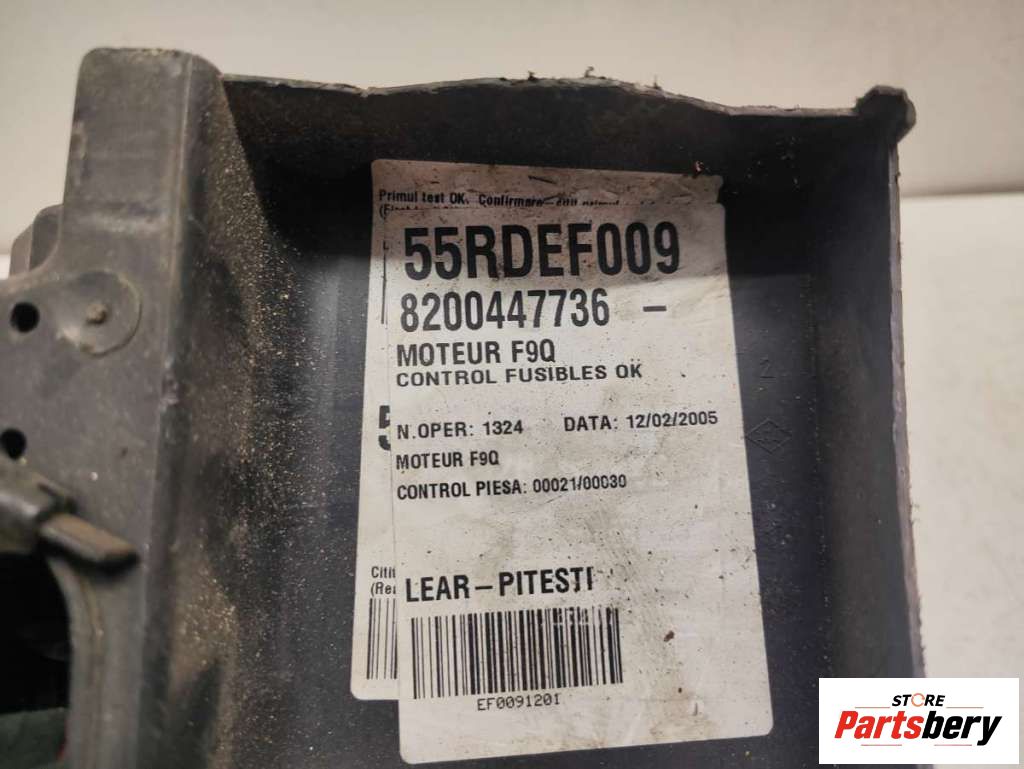 Primul test OK. Confirmare
55RDEF009
8200447736 -
MOTEUR F9Q
CONTROL FUSIBLES OK
N.OPER: 1324 DATA: 12/02/2005
MOTEUR F9Q
CONTROL PIESA: 00021/00030
LEAR-PITESTI
EF0091201
STORE
Partsbery